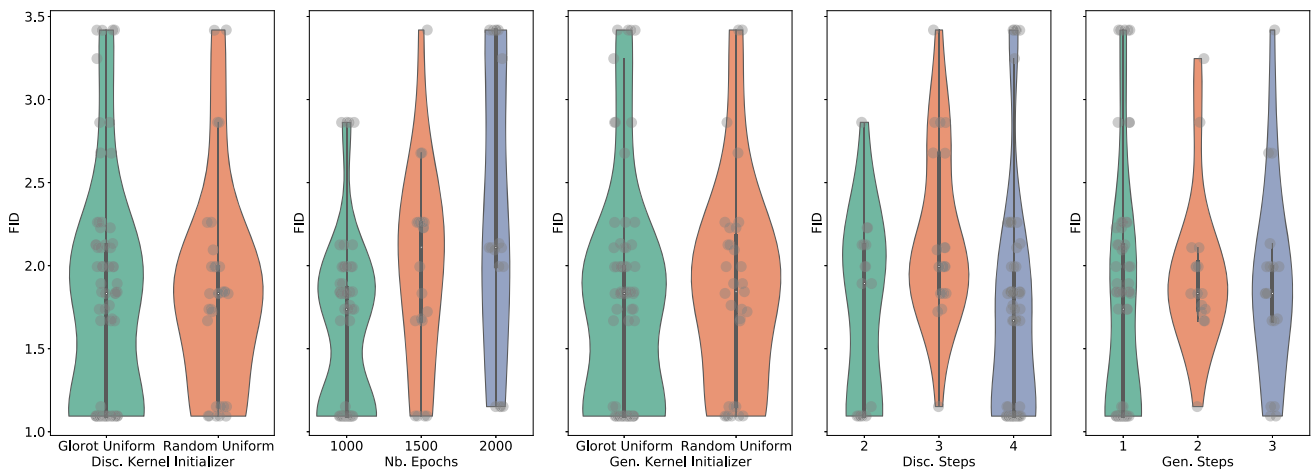 3.5
3.0
2.5
2.0
1.5
1.0
FID
Glorot Uniform Random Uniform
Disc. Kernel Initializer
FID
1000 1500 2000
Nb. Epochs
FID
Glorot Uniform Random Uniform
Gen. Kernel Initializer
FID
2 3 4
Disc. Steps
FID
1 2 3
Gen. Steps